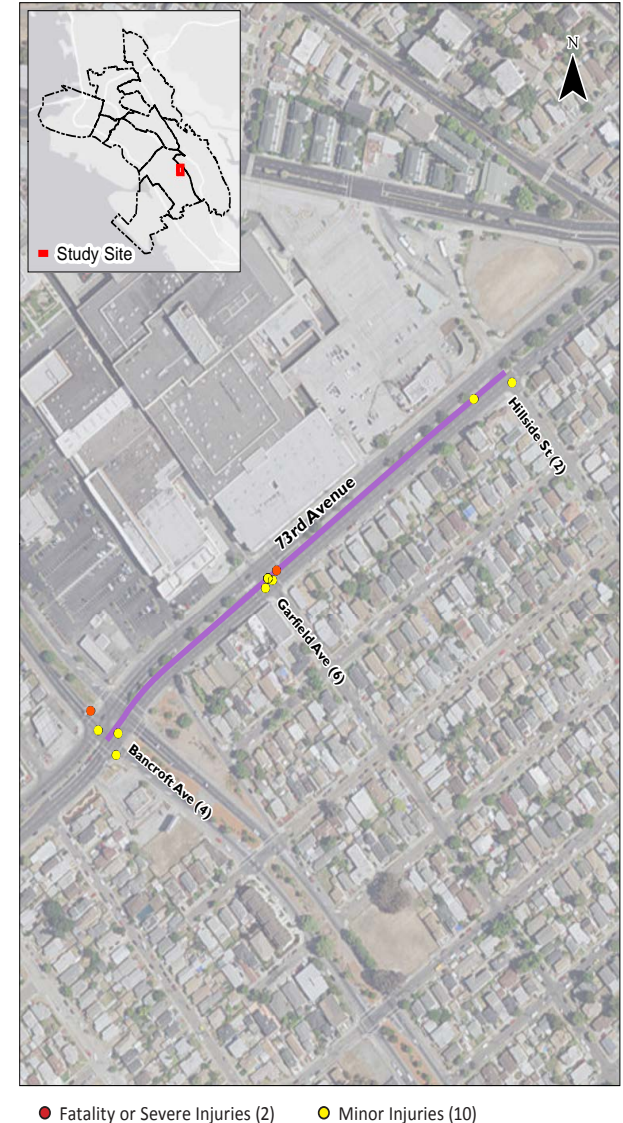 N
Study Site
Hillside St (2)
73rd Avenue
Garfield Ave (6)
Bancroft Ave (4)
Fatality or Severe Injuries (2) Minor Injuries (10)